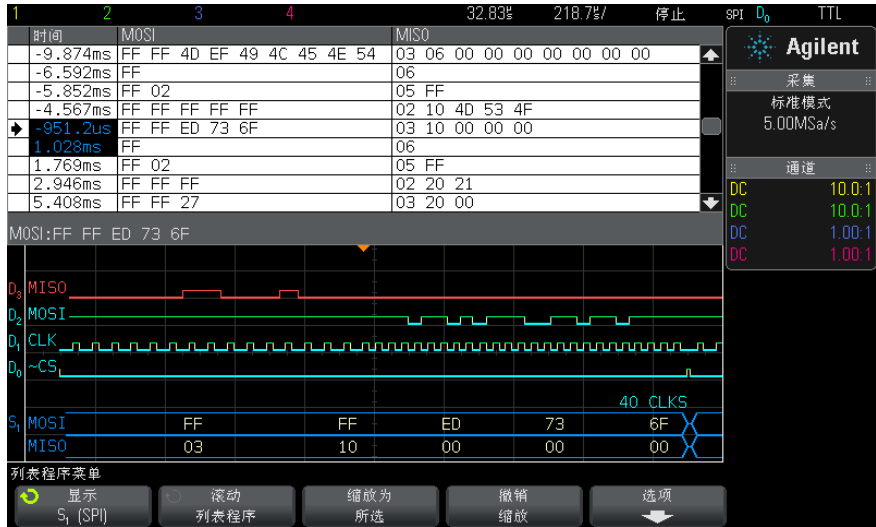 1 2 3 4 32.83㎲ 218.7㎲/ 停止 SPI D₀ TTL
时间 MOSI MISO
-9.874ms FF FF 4D EF 49 4C 45 4E 54 03 06 00 00 00 00 00 00 00
-6.592ms FF 06
-5.852ms FF 02 05 FF
-4.567ms FF FF FF FF FF 02 10 4D 53 4F
-951.2us FF FF ED 73 6F 03 10 00 00 00
1.028ms FF 06
1.769ms FF 02 05 FF
2.946ms FF FF FF 02 20 21
5.408ms FF FF 27 03 20 00
MOSI:FF FF ED 73 6F
D₃ MISO
D₂ MOSI
D₁ CLK
D₀ ~CS
40 CLKS
S₁ MOSI FF FF ED 73 6F
MISO 03 10 00 00 00
Agilent
采集
标准模式
5.00MSa/s
通道
DC 10.0:1
DC 10.0:1
DC 1.00:1
DC 1.00:1
列表程序菜单
显示
S₁ (SPI)
滚动
列表程序
缩放为
所选
撤销
缩放
选项